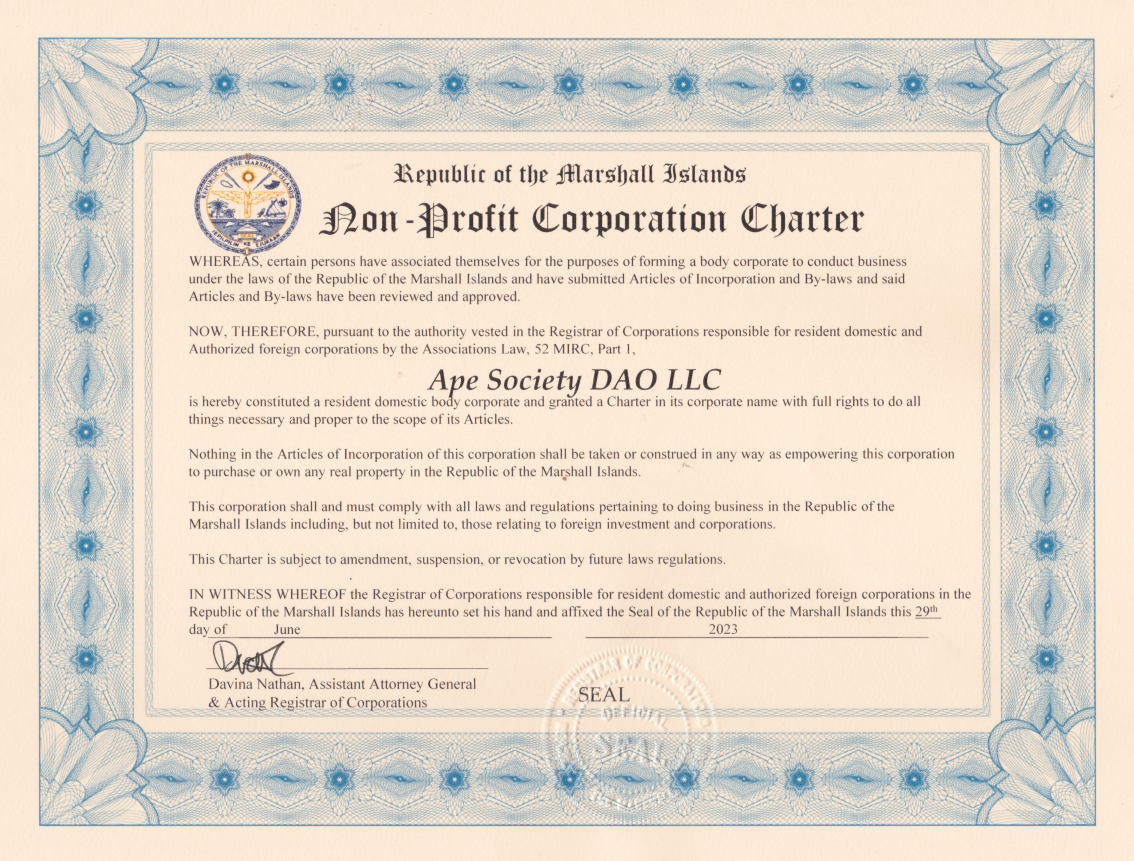 REPUBLIC OF THE MARSHALL ISLANDS
REPUBLIKIN KE EJUKAAN
SEAL
Republic of the Marshall Islands
Non-Profit Corporation Charter
WHEREAS, certain persons have associated themselves for the purposes of forming a body corporate to conduct business
under the laws of the Republic of the Marshall Islands and have submitted Articles of Incorporation and By-laws and said
Articles and By-laws have been reviewed and approved.
NOW, THEREFORE, pursuant to the authority vested in the Registrar of Corporations responsible for resident domestic and
Authorized foreign corporations by the Associations Law, 52 MIRC, Part 1,
Ape Society DAO LLC
is hereby constituted a resident domestic body corporate and granted a Charter in its corporate name with full rights to do all
things necessary and proper to the scope of its Articles.
Nothing in the Articles of Incorporation of this corporation shall be taken or construed in any way as empowering this corporation
to purchase or own any real property in the Republic of the Marshall Islands.
This corporation shall and must comply with all laws and regulations pertaining to doing business in the Republic of the
Marshall Islands including, but not limited to, those relating to foreign investment and corporations.
This Charter is subject to amendment, suspension, or revocation by future laws regulations.
IN WITNESS WHEREOF the Registrar of Corporations responsible for resident domestic and authorized foreign corporations in the
Republic of the Marshall Islands has hereunto set his hand and affixed the Seal of the Republic of the Marshall Islands this 29th
day of June 2023
Davina Nathan, Assistant Attorney General
& Acting Registrar of Corporations
SEAL
REGISTRAR OF CORPORATIONS
OFFICIAL
SEAL